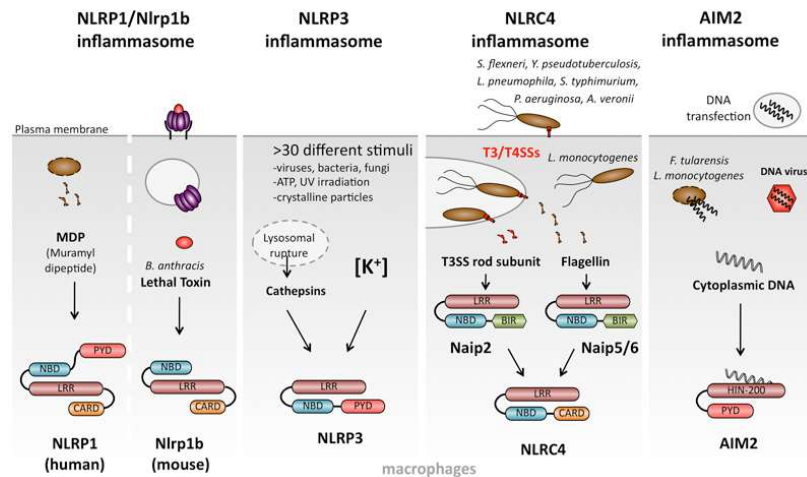 NLRP1/Nlrp1b
inflammasome
NLRP3
inflammasome
NLRC4
inflammasome
AIM2
inflammasome
Plasma membrane
MDP
(Muramyl
dipeptide)
NBD
PYD
LRR
CARD
NLRP1
(human)
B. anthracis
Lethal Toxin
NBD
LRR
CARD
Nlrp1b
(mouse)
>30 different stimuli
-viruses, bacteria, fungi
-ATP, UV irradiation
-crystalline particles
Lysosomal
rupture
[K⁺]
Cathepsins
LRR
NBD
PYD
NLRP3
S. flexneri, Y. pseudotuberculosis,
L. pneumophila, S. typhimurium,
P. aeruginosa, A. veronii
T3/T4SSs
L. monocytogenes
T3SS rod subunit
Flagellin
LRR
NBD
BIR
Naip2
LRR
NBD
BIR
Naip5/6
LRR
NBD
CARD
NLRC4
DNA
transfection
F. tularensis
L. monocytogenes
DNA virus
Cytoplasmic DNA
HIN-200
PYD
AIM2
macrophages